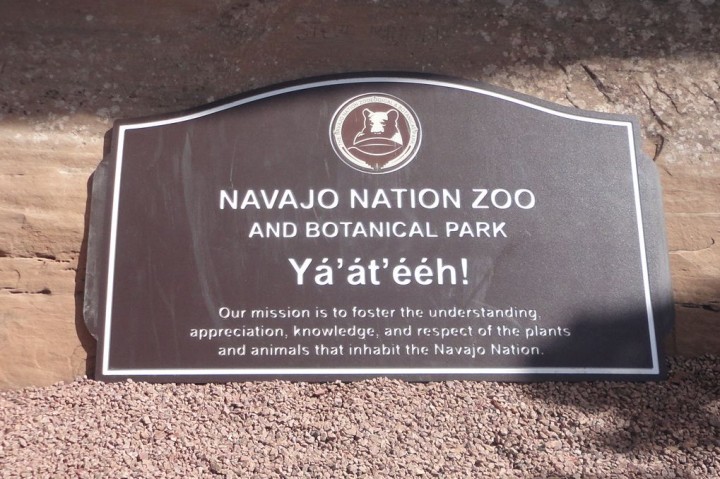 NAVAJO NATION ZOO
AND BOTANICAL PARK
Yá'át'ééh!
Our mission is to foster the understanding,
appreciation, knowledge, and respect of the plants
and animals that inhabit the Navajo Nation.